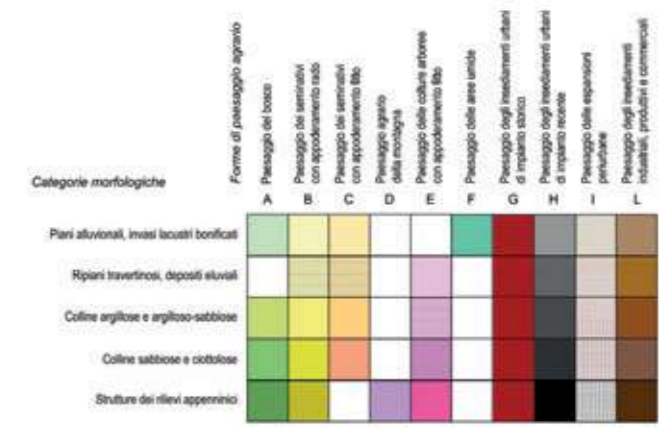 Forme di paesaggio agrario
Paesaggio del bosco
Paesaggio dei seminativi
con appoderamento rado
Paesaggio dei seminativi
con appoderamento fitto
Paesaggio agrario
della montagna
Paesaggio delle colture arboree
con appoderamento fitto
Paesaggio delle aree umide
Paesaggio degli insediamenti urbani
di impianto storico
Paesaggio degli insediamenti urbani
di impianto recente
Paesaggio delle espansioni
periurbane
Paesaggio degli insediamenti
industriali, produttivi e commerciali
Categorie morfologiche
A B C D E F G H I L
Piani alluvionali, invasi lacustri bonificati
Ripiani travertinosi, depositi eluviali
Colline argillose e argilloso-sabbiose
Colline sabbiose e ciottolose
Strutture dei rilievi appenninici